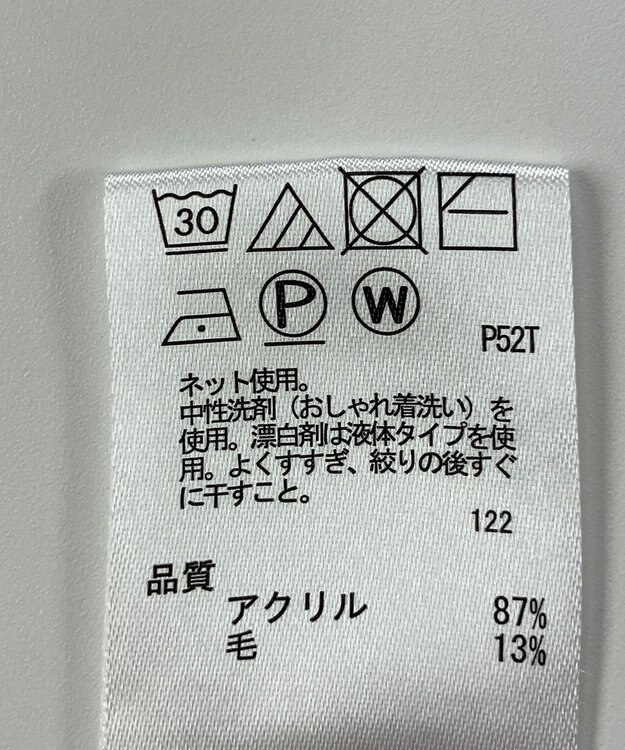 30
P W
P52T
ネット使用。
中性洗剤（おしゃれ着洗い）を
使用。漂白剤は液体タイプを使
用。よくすすぎ、絞りの後すぐ
に干すこと。
122
品質
アクリル 87%
毛 13%